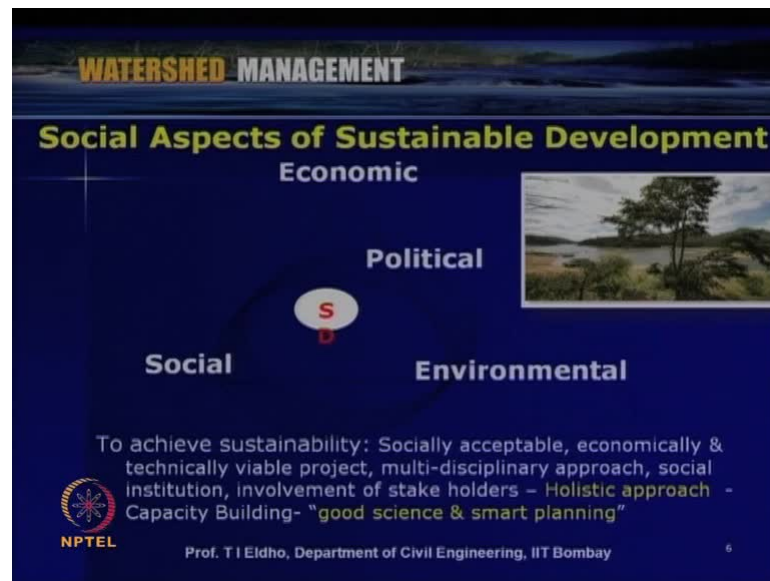 WATERSHED MANAGEMENT
Social Aspects of Sustainable Development
Economic
Political
S
D
Social
Environmental
To achieve sustainability: Socially acceptable, economically &
technically viable project, multi-disciplinary approach, social
institution, involvement of stake holders – Holistic approach -
Capacity Building- “good science & smart planning”
NPTEL
Prof. T I Eldho, Department of Civil Engineering, IIT Bombay
6